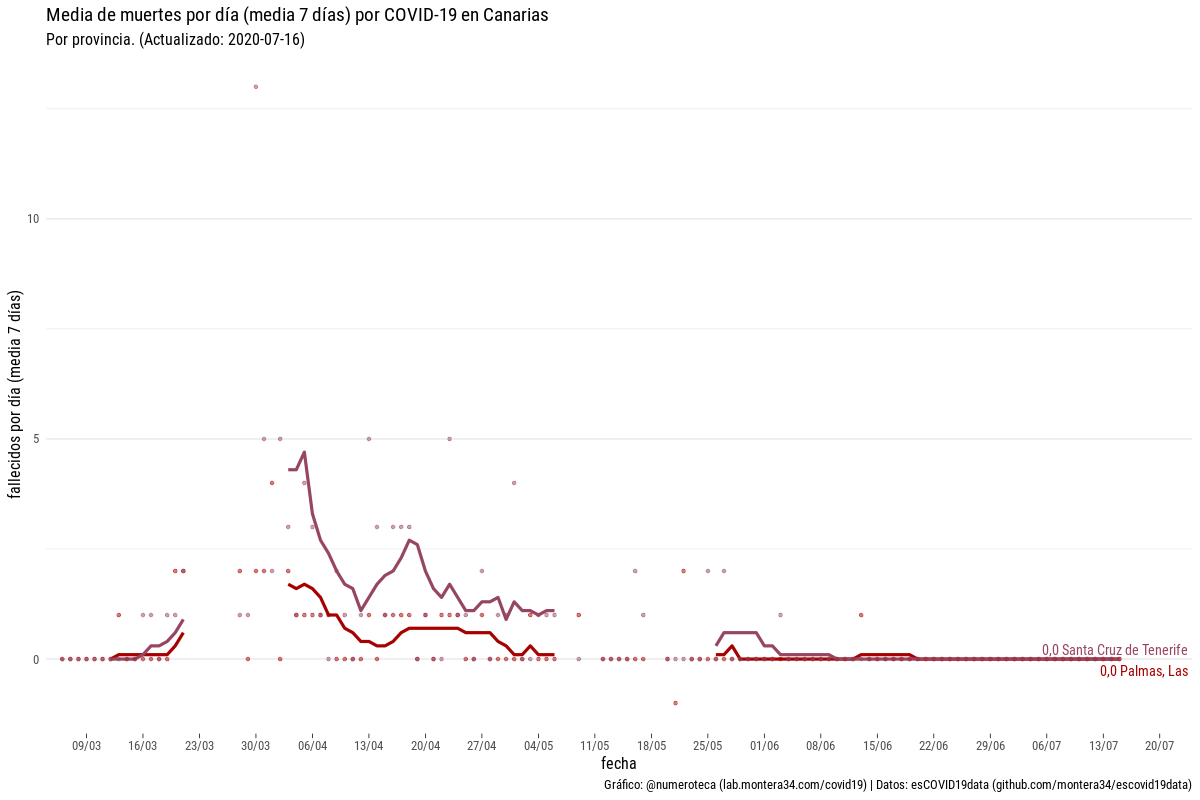 Media de muertes por día (media 7 días) por COVID-19 en Canarias
Por provincia. (Actualizado: 2020-07-16)
fallecidos por día (media 7 días)
10
5
0
0,0 Santa Cruz de Tenerife
0,0 Palmas, Las
09/03 16/03 23/03 30/03 06/04 13/04 20/04 27/04 04/05 11/05 18/05 25/05 01/06 08/06 15/06 22/06 29/06 06/07 13/07 20/07
fecha
Gráfico: @numeroteca (lab.montera34.com/covid19) | Datos: esCOVID19data (github.com/montera34/escovid19data)